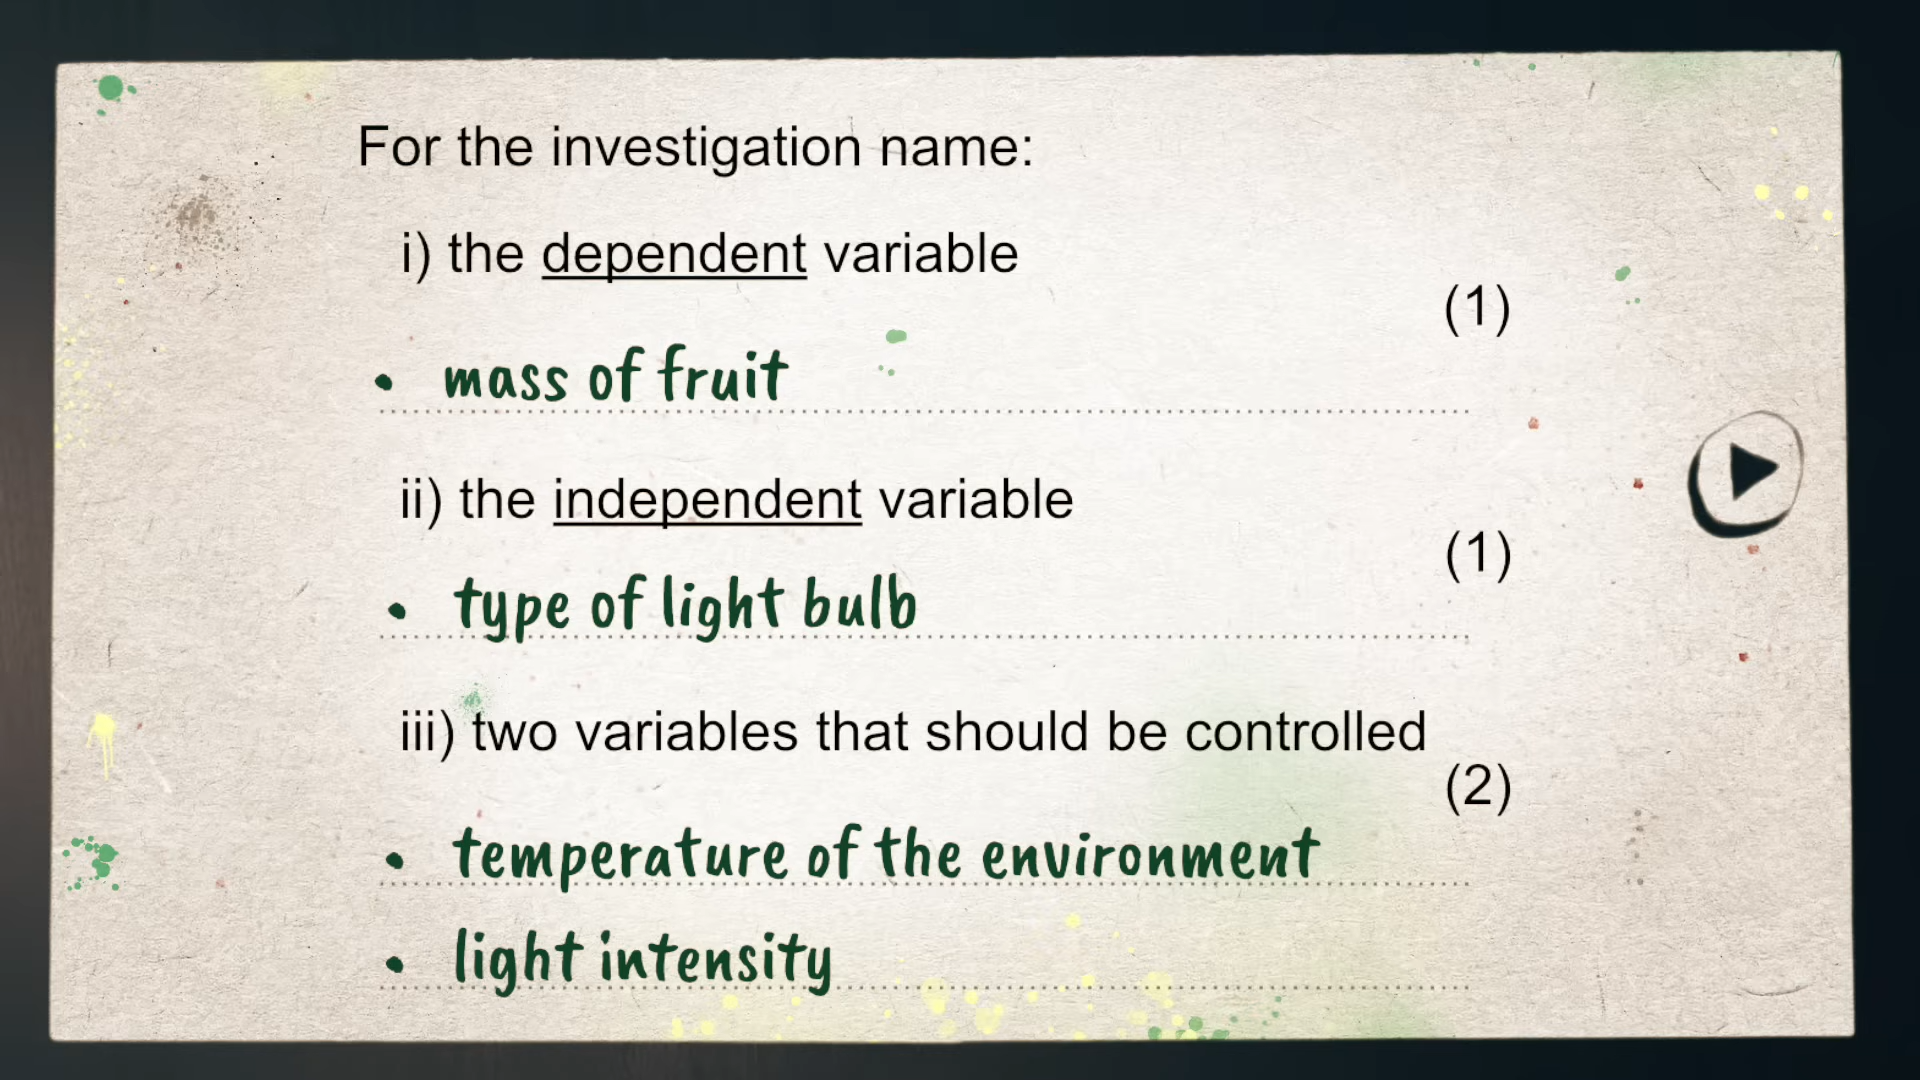 For the investigation name:
i) the dependent variable
(1)
• mass of fruit
ii) the independent variable
(1)
• type of light bulb
iii) two variables that should be controlled
(2)
• temperature of the environment
• light intensity